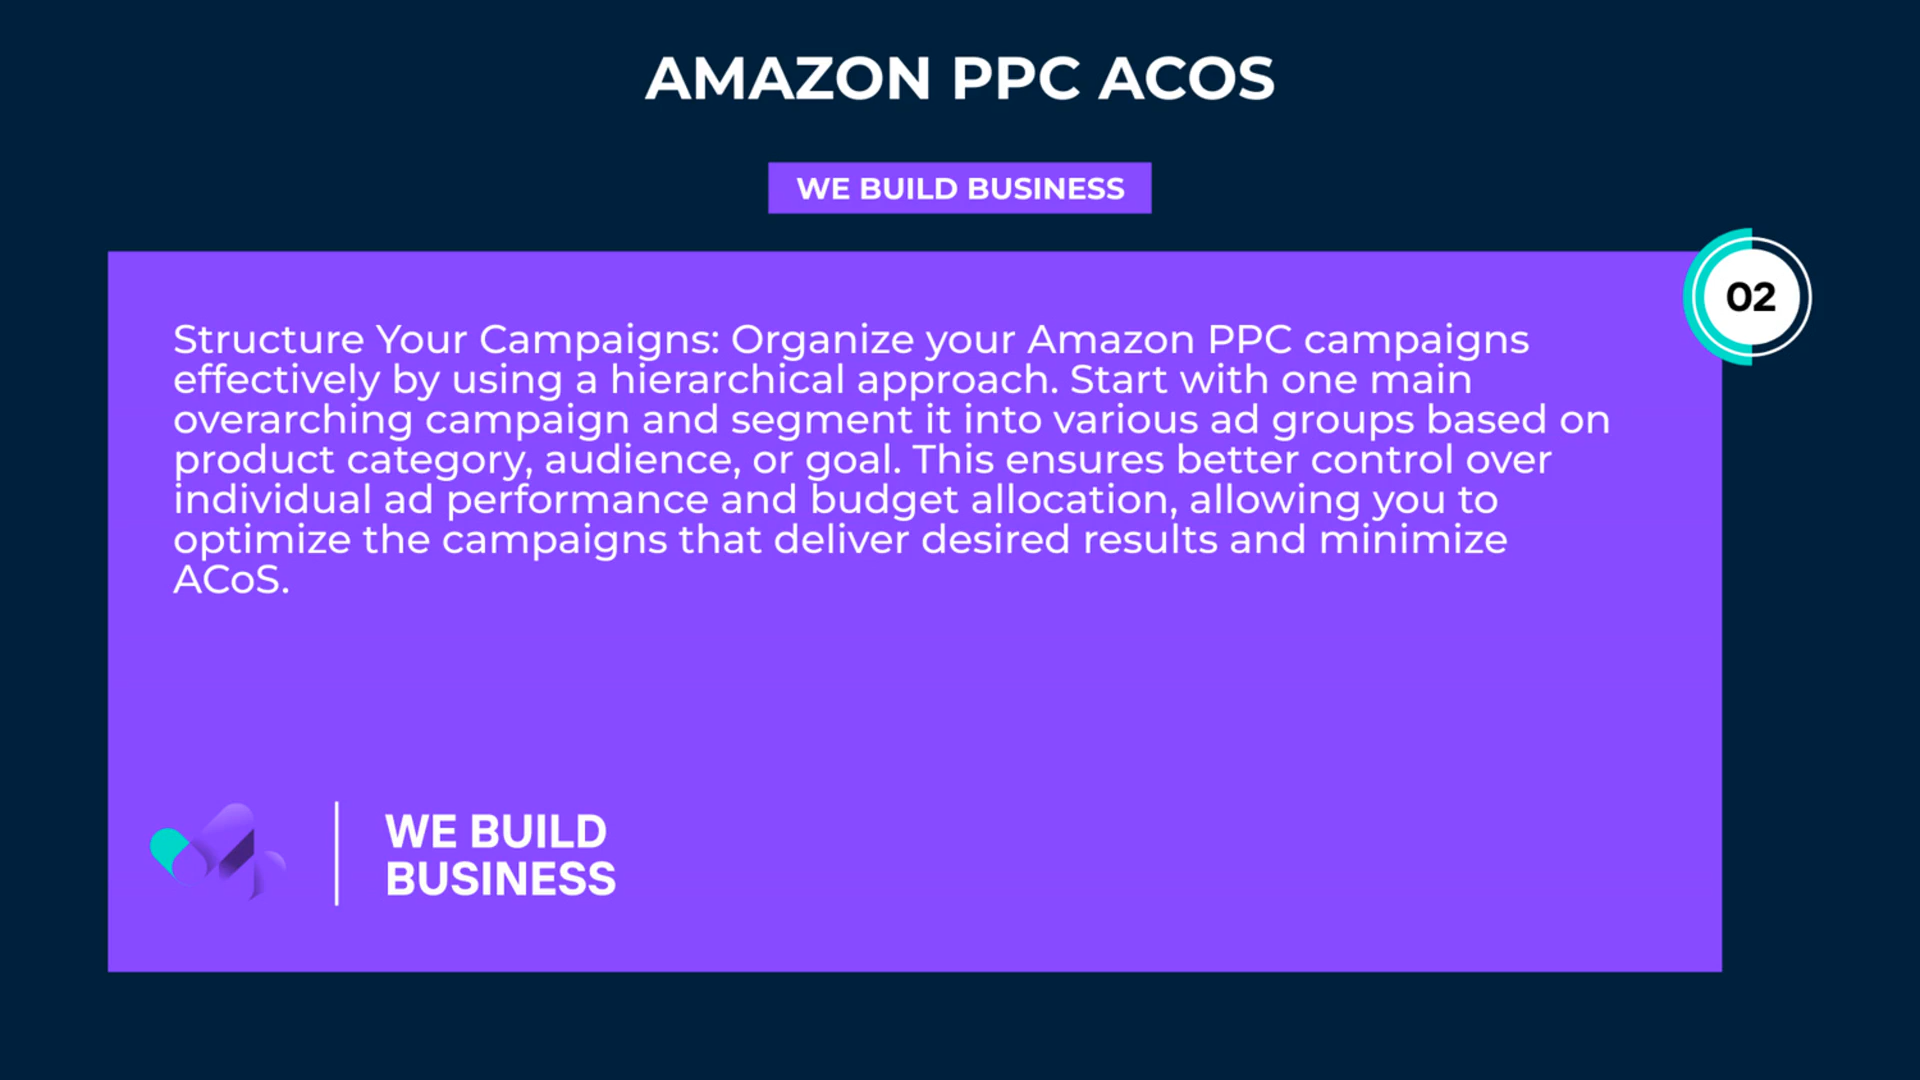 AMAZON PPC ACOS
WE BUILD BUSINESS
02
Structure Your Campaigns: Organize your Amazon PPC campaigns
effectively by using a hierarchical approach. Start with one main
overarching campaign and segment it into various ad groups based on
product category, audience, or goal. This ensures better control over
individual ad performance and budget allocation, allowing you to
optimize the campaigns that deliver desired results and minimize
ACoS.
WE BUILD
BUSINESS